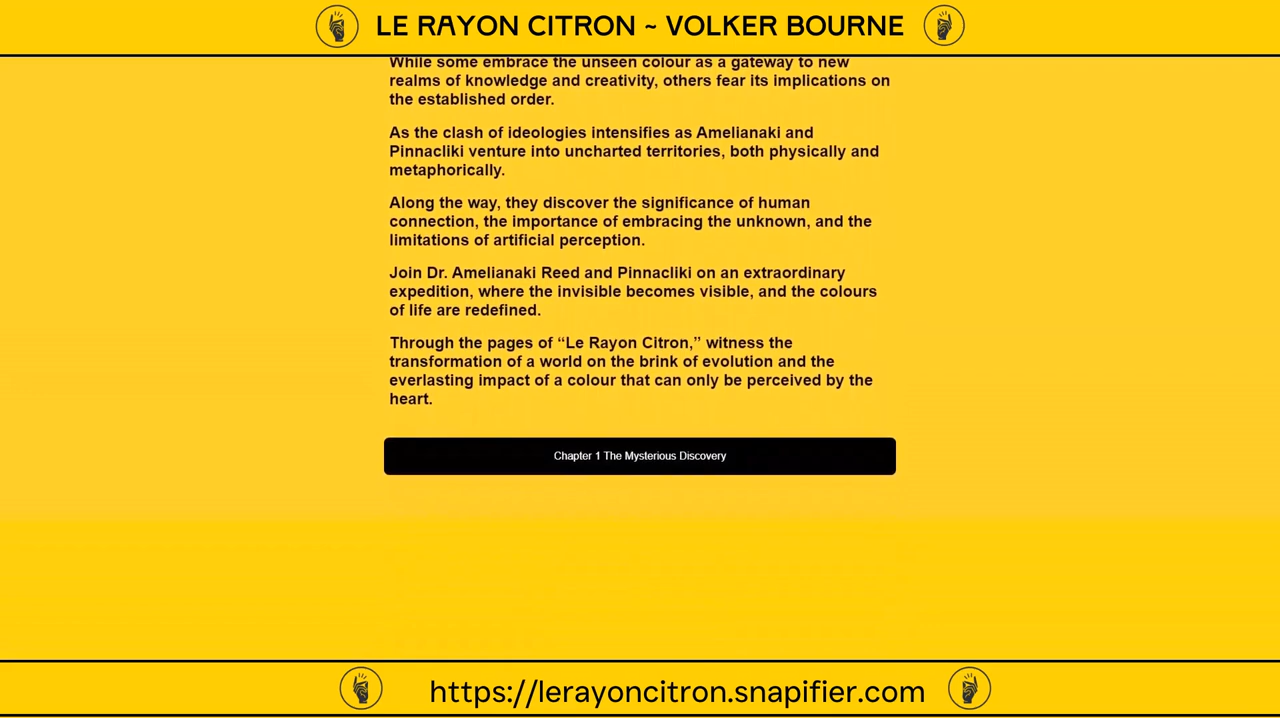 LE RAYON CITRON ~ VOLKER BOURNE
While some embrace the unseen colour as a gateway to new
realms of knowledge and creativity, others fear its implications on
the established order.
As the clash of ideologies intensifies as Amelianaki and
Pinnacliki venture into uncharted territories, both physically and
metaphorically.
Along the way, they discover the significance of human
connection, the importance of embracing the unknown, and the
limitations of artificial perception.
Join Dr. Amelianaki Reed and Pinnacliki on an extraordinary
expedition, where the invisible becomes visible, and the colours
of life are redefined.
Through the pages of “Le Rayon Citron,” witness the
transformation of a world on the brink of evolution and the
everlasting impact of a colour that can only be perceived by the
heart.
Chapter 1 The Mysterious Discovery
https://lerayoncitron.snapifier.com